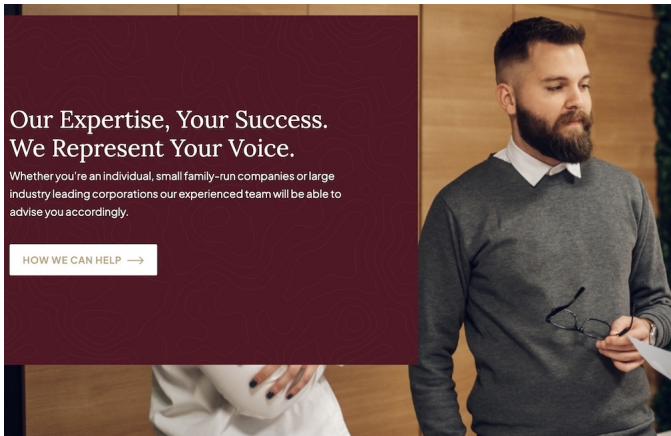 Our Expertise, Your Success.
We Represent Your Voice.
Whether you're an individual, small family-run companies or large
industry leading corporations our experienced team will be able to
advise you accordingly.
HOW WE CAN HELP